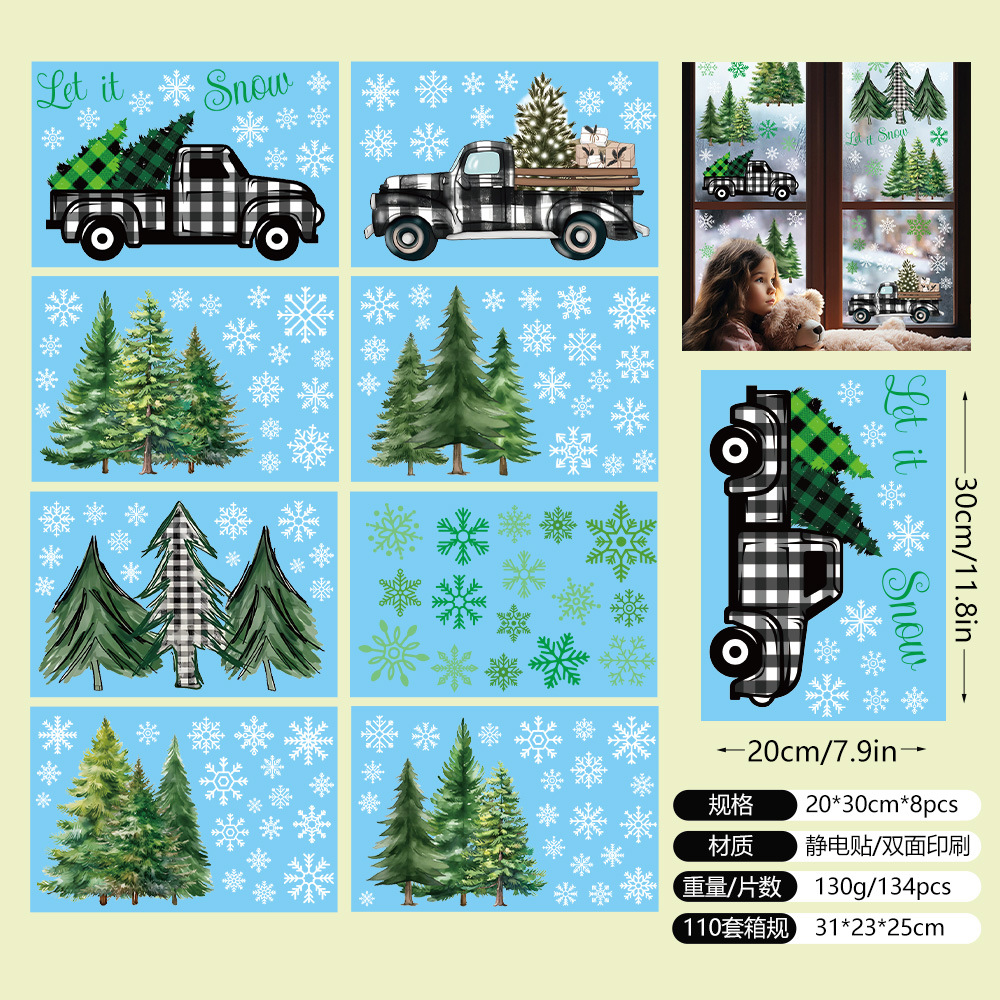 Let it Snow
Let it Snow
Let it Snow
30cm/11.8in
20cm/7.9in
规格 20*30cm*8pcs
材质 静电贴/双面印刷
重量/片数 130g/134pcs
110套箱规 31*23*25cm